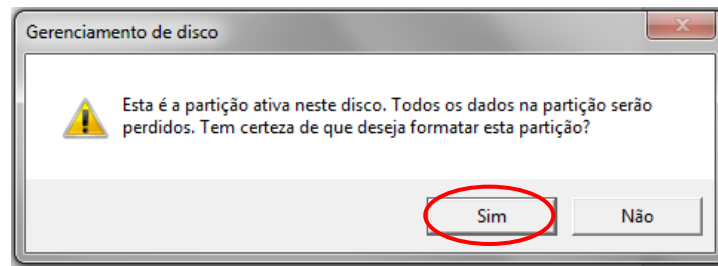 Gerenciamento de disco
Esta é a partição ativa neste disco. Todos os dados na partição serão
perdidos. Tem certeza de que deseja formatar esta partição?
Sim Não